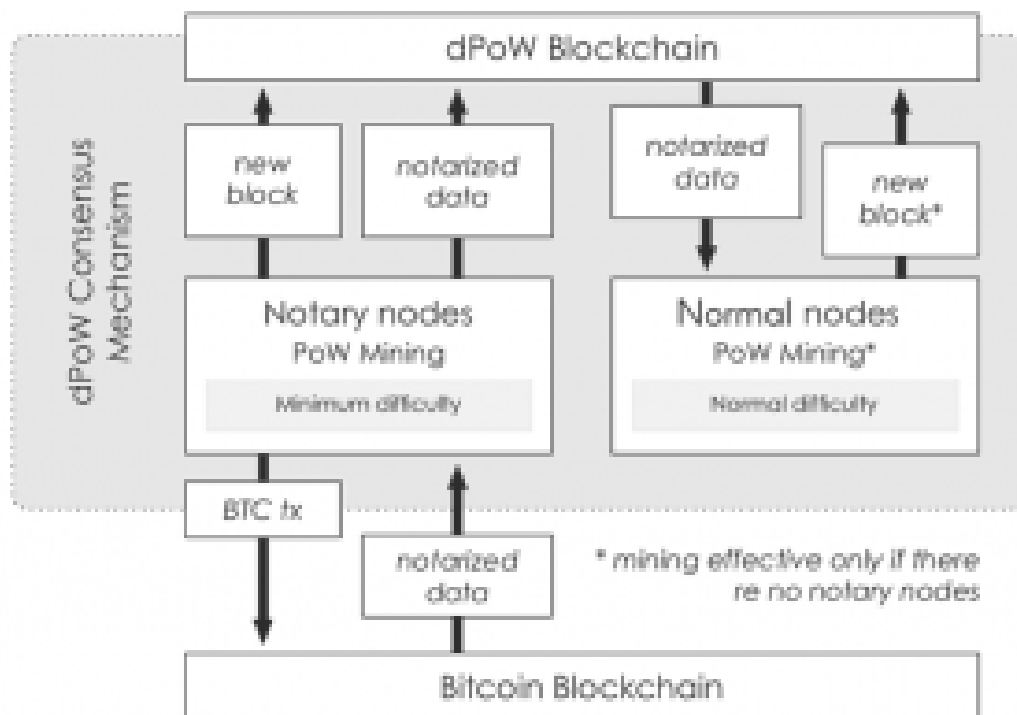 dPoW Blockchain
dPoW Consensus
Mechanism
new
block
notarized
data
notarized
data
new
block*
Notary nodes
PoW Mining
Minimum difficulty
Normal nodes
PoW Mining*
Normal difficulty
BTC tx
notarized
data
* mining effective only if there
re no notary nodes
Bitcoin Blockchain